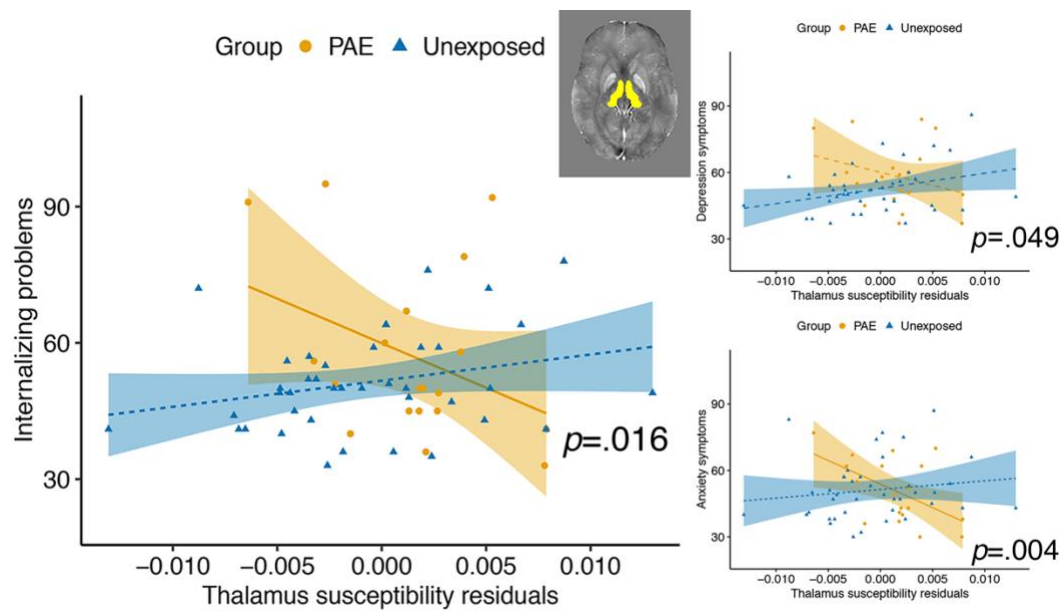 Group PAE Unexposed
Internalizing problems
90
60
30
p=.016
−0.010 −0.005 0.000 0.005 0.010
Thalamus susceptibility residuals
Group PAE Unexposed
Depression symptoms
90
60
30
p=.049
−0.010 −0.005 0.000 0.005 0.010
Thalamus susceptibility residuals
Group PAE Unexposed
Anxiety symptoms
90
60
30
p=.004
−0.010 −0.005 0.000 0.005 0.010
Thalamus susceptibility residuals